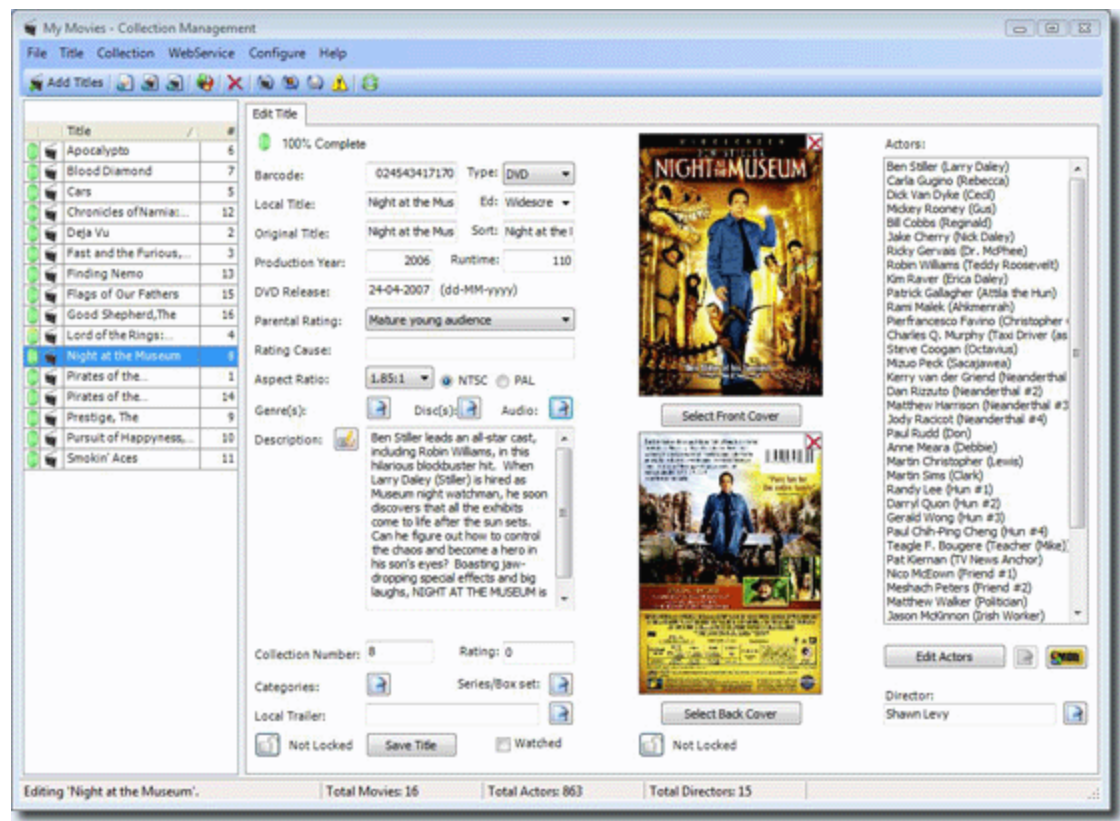 My Movies - Collection Management
File Title Collection WebService Configure Help
Add Titles
Title / #
Apocalypto 6
Blood Diamond 7
Cars 5
Chronicles of Narnia:... 12
Deja Vu 2
Fast and the Furious,... 3
Finding Nemo 13
Flags of Our Fathers 15
Good Shepherd,The 16
Lord of the Rings:... 4
Night at the Museum 8
Pirates of the... 1
Pirates of the... 14
Prestige, The 9
Pursuit of Happyness,... 10
Smokin' Aces 11
Edit Title
100% Complete
Barcode: 024543417170 Type: DVD
Local Title: Night at the Mus Ed: Widescre
Original Title: Night at the Mus Sort: Night at the
Production Year: 2006 Runtime: 110
DVD Release: 24-04-2007 (dd-MM-yyyy)
Parental Rating: Mature young audience
Rating Cause:
Aspect Ratio: 1.85:1 NTSC PAL
Genre(s): Disc(s): Audio:
Description: Ben Stiller leads an all-star cast,
including Robin Williams, in this
hilarious blockbuster hit. When
Larry Daley (Stiller) is hired as
Museum night watchman, he soon
discovers that all the exhibits
come to life after the sun sets.
Can he figure out how to control
the chaos and become a hero in
his son's eyes? Boasting jaw-
dropping special effects and big
laughs, NIGHT AT THE MUSEUM is
Collection Number: 8 Rating: 0
Categories: Series/Box set:
Local Trailer:
Not Locked Save Title Watched
WIDESCREEN
BEN STILLER
NIGHT AT THE MUSEUM
Select Front Cover
Select Back Cover
Not Locked
Actors:
Ben Stiller (Larry Daley)
Carla Gugino (Rebecca)
Dick Van Dyke (Cecil)
Mickey Rooney (Gus)
Bill Cobbs (Reginald)
Jake Cherry (Nick Daley)
Ricky Gervais (Dr. McPhee)
Robin Williams (Teddy Roosevelt)
Kim Raver (Erica Daley)
Patrick Gallagher (Attila the Hun)
Rami Malek (Ahkmenrah)
Pierfrancesco Favino (Christopher
Charles Q. Murphy (Taxi Driver (as
Steve Coogan (Octavius)
Mizuo Peck (Sacajawea)
Kerry van der Griend (Neanderthal
Dan Rizzuto (Neanderthal #2)
Matthew Harrison (Neanderthal #3
Jody Racicot (Neanderthal #4)
Paul Rudd (Don)
Anne Meara (Debbie)
Martin Christopher (Lewis)
Martin Sims (Clark)
Randy Lee (Hun #1)
Darryl Quon (Hun #2)
Gerald Wong (Hun #3)
Paul Chih-Ping Cheng (Hun #4)
Teagle F. Bougere (Teacher (Mike)
Pat Kiernan (TV News Anchor)
Nico McEown (Friend #1)
Meshach Peters (Friend #2)
Matthew Walker (Politician)
Jason McKinnon (Irish Worker)
Edit Actors
Director:
Shawn Levy
Editing 'Night at the Museum'. Total Movies: 16 Total Actors: 863 Total Directors: 15